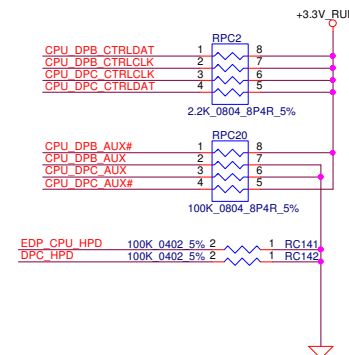 +3.3V_RUI
RPC2
CPU_DPB_CTRLDAT 1 8
CPU_DPB_CTRLCLK 2 7
CPU_DPC_CTRLCLK 3 6
CPU_DPC_CTRLDAT 4 5
2.2K_0804_8P4R_5%
RPC20
CPU_DPB_AUX# 1 8
CPU_DPB_AUX 2 7
CPU_DPC_AUX 3 6
CPU_DPC_AUX# 4 5
100K_0804_8P4R_5%
EDP_CPU_HPD 100K_0402_5% 2 1 RC141
DPC_HPD 100K_0402_5% 2 1 RC142